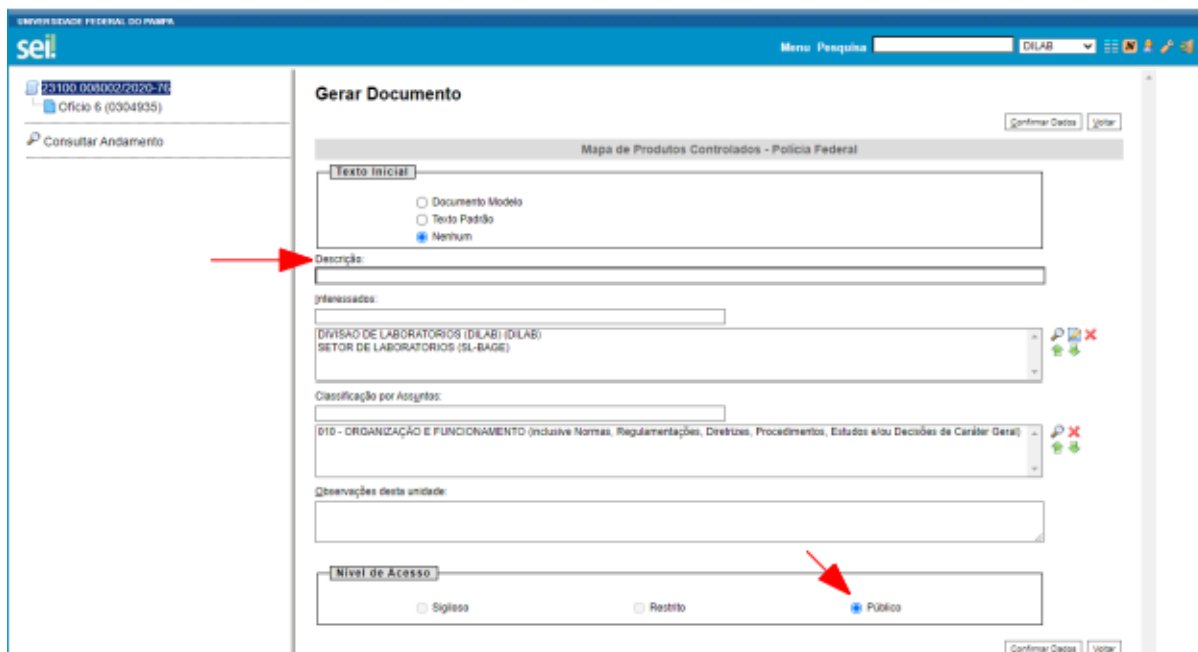 UNIVERSIDADE FEDERAL DO PAMPA
sei!
Menu Pesquisa
DILAB
23100.008002/2020-76
Ofício 6 (0304935)
Consultar Andamento
Gerar Documento
Confirmar Dados Voltar
Mapa de Produtos Controlados - Polícia Federal
Texto Inicial
Documento Modelo
Texto Padrão
Nenhum
Descrição:
Interessados:
DIVISAO DE LABORATORIOS (DILAB) (DILAB)
SETOR DE LABORATORIOS (SL-BAGE)
Classificação por Assuntos:
010 - ORGANIZAÇÃO E FUNCIONAMENTO (Inclusive Normas, Regulamentações, Diretrizes, Procedimentos, Estudos e/ou Decisões de Caráter Geral)
Observações desta unidade:
Nível de Acesso
Sigiloso Restrito Público
Confirmar Dados Voltar